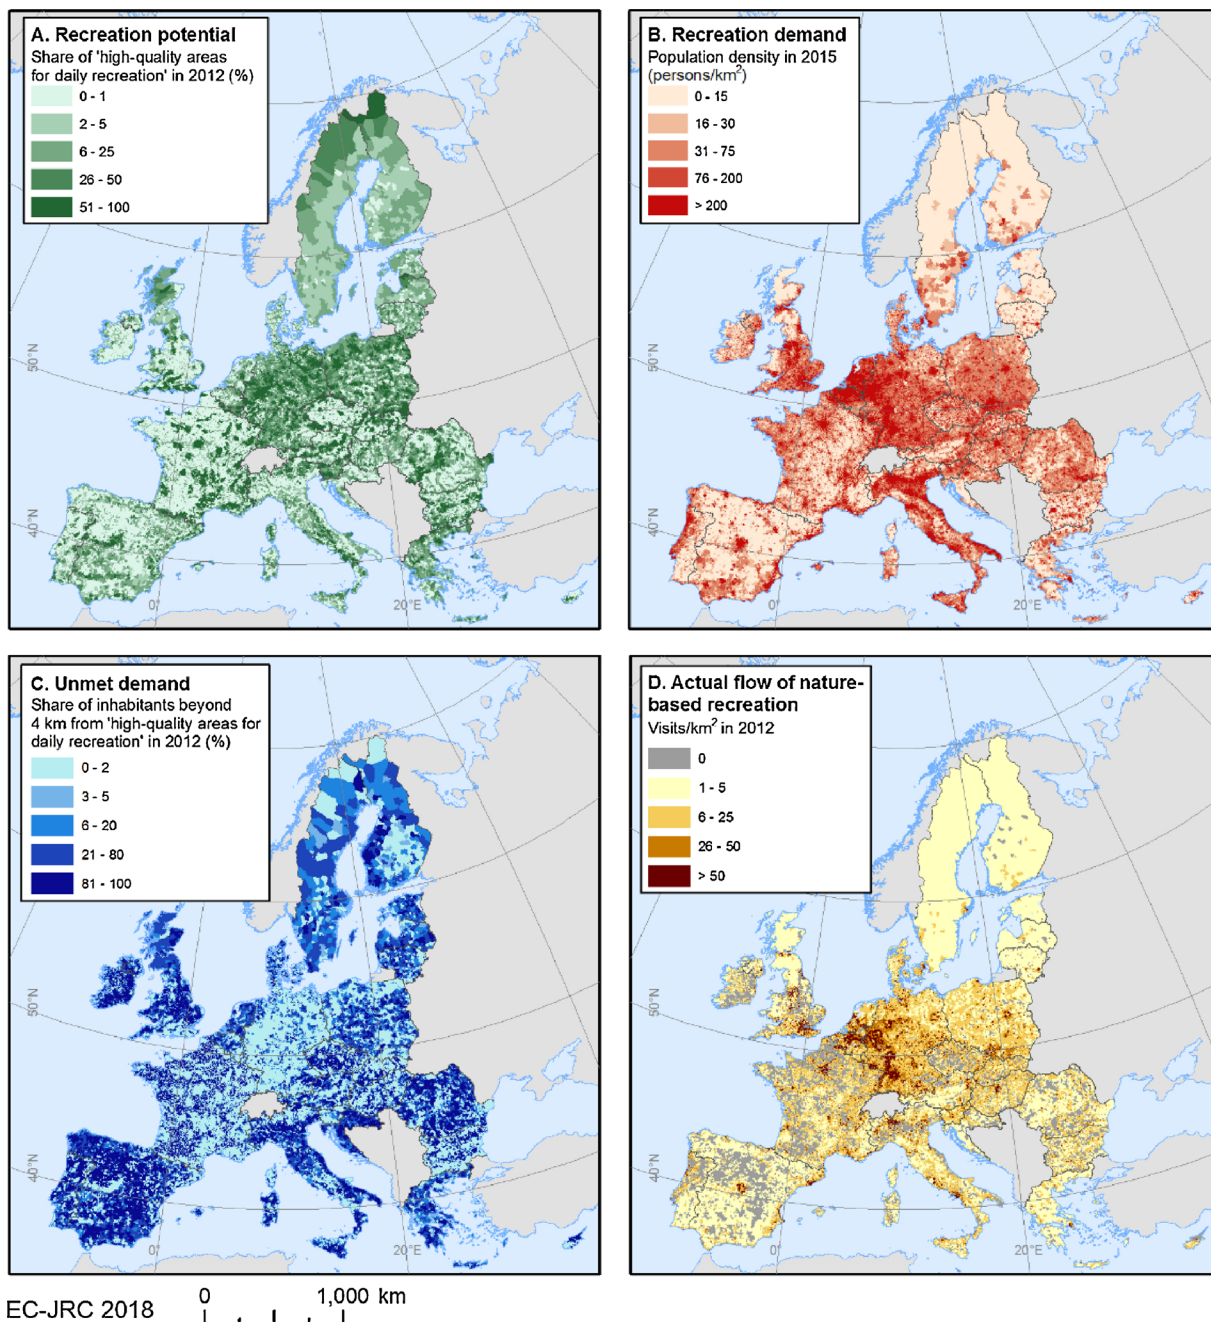 A. Recreation potential
Share of 'high-quality areas
for daily recreation' in 2012 (%)
0 - 1
2 - 5
6 - 25
26 - 50
51 - 100
50°N
40°N
0°
20°E
B. Recreation demand
Population density in 2015
(persons/km²)
0 - 15
16 - 30
31 - 75
76 - 200
> 200
50°N
40°N
0°
20°E
C. Unmet demand
Share of inhabitants beyond
4 km from 'high-quality areas for
daily recreation' in 2012 (%)
0 - 2
3 - 5
6 - 20
21 - 80
81 - 100
50°N
40°N
0°
20°E
D. Actual flow of nature-
based recreation
Visits/km² in 2012
0
1 - 5
6 - 25
26 - 50
> 50
50°N
40°N
0°
20°E
EC-JRC 2018
0 1,000 km